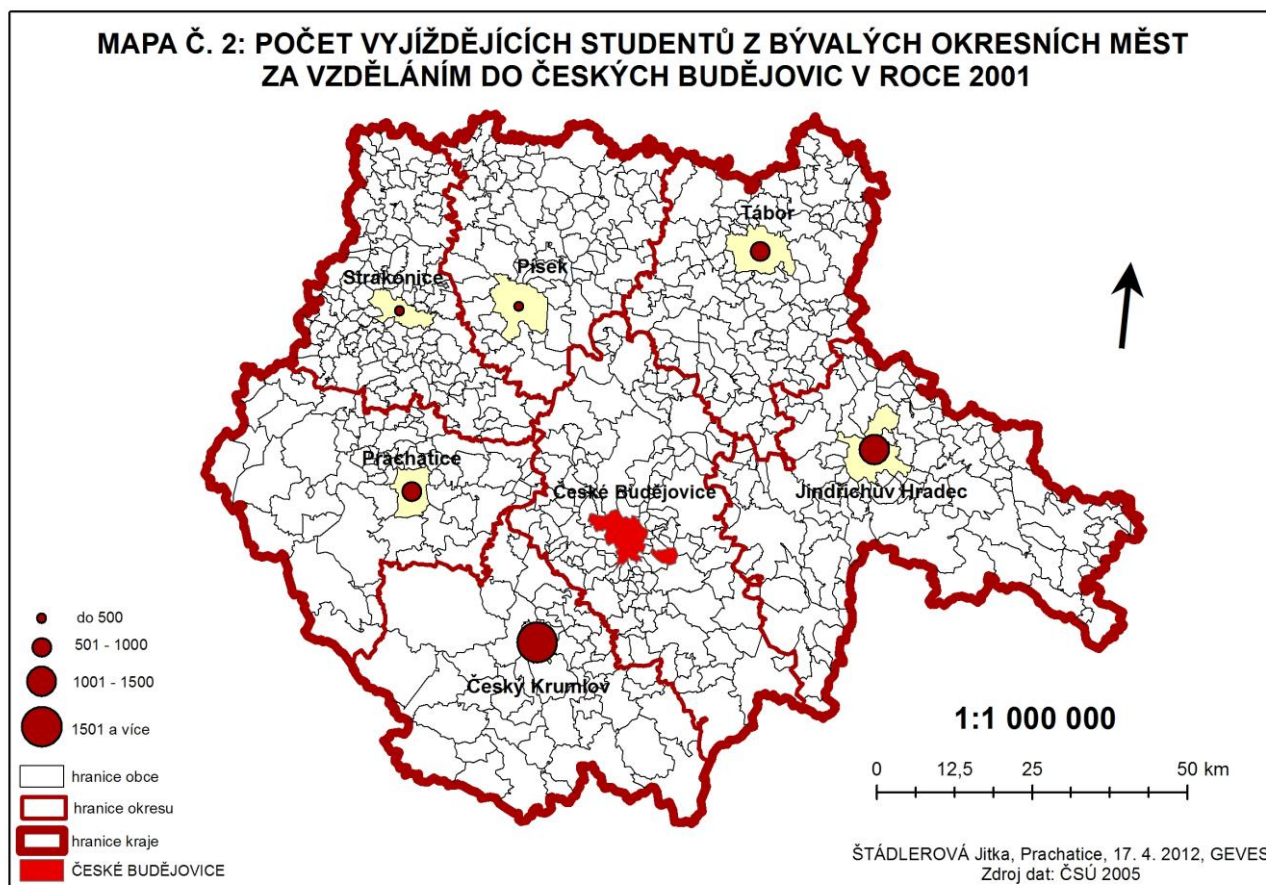 MAPA Č. 2: POČET VYJÍŽDĚJÍCÍCH STUDENTŮ Z BÝVALÝCH OKRESNÍCH MĚST
ZA VZDĚLÁNÍM DO ČESKÝCH BUDĚJOVIC V ROCE 2001
Tábor
Písek
Strakonice
Prachatice
České Budějovice
Jindřichův Hradec
Český Krumlov
do 500
501 - 1000
1001 - 1500
1501 a více
hranice obce
hranice okresu
hranice kraje
ČESKÉ BUDĚJOVICE
1:1 000 000
0 12,5 25 50 km
ŠTÁDLEROVÁ Jitka, Prachatice, 17. 4. 2012, GEVES
Zdroj dat: ČSÚ 2005